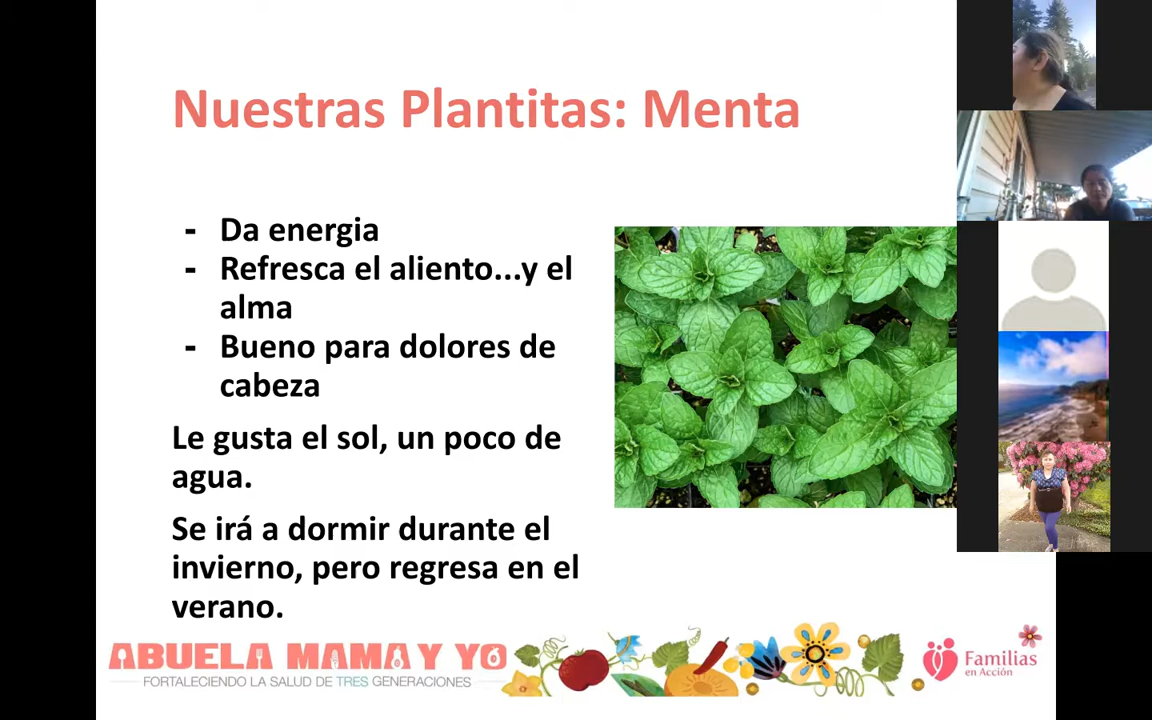 Nuestras Plantitas: Menta
- Da energia
- Refresca el aliento...y el
alma
- Bueno para dolores de
cabeza
Le gusta el sol, un poco de
agua.
Se irá a dormir durante el
invierno, pero regresa en el
verano.
ABUELA MAMA Y YO
FORTALECIENDO LA SALUD DE TRES GENERACIONES
Familias
en Acción